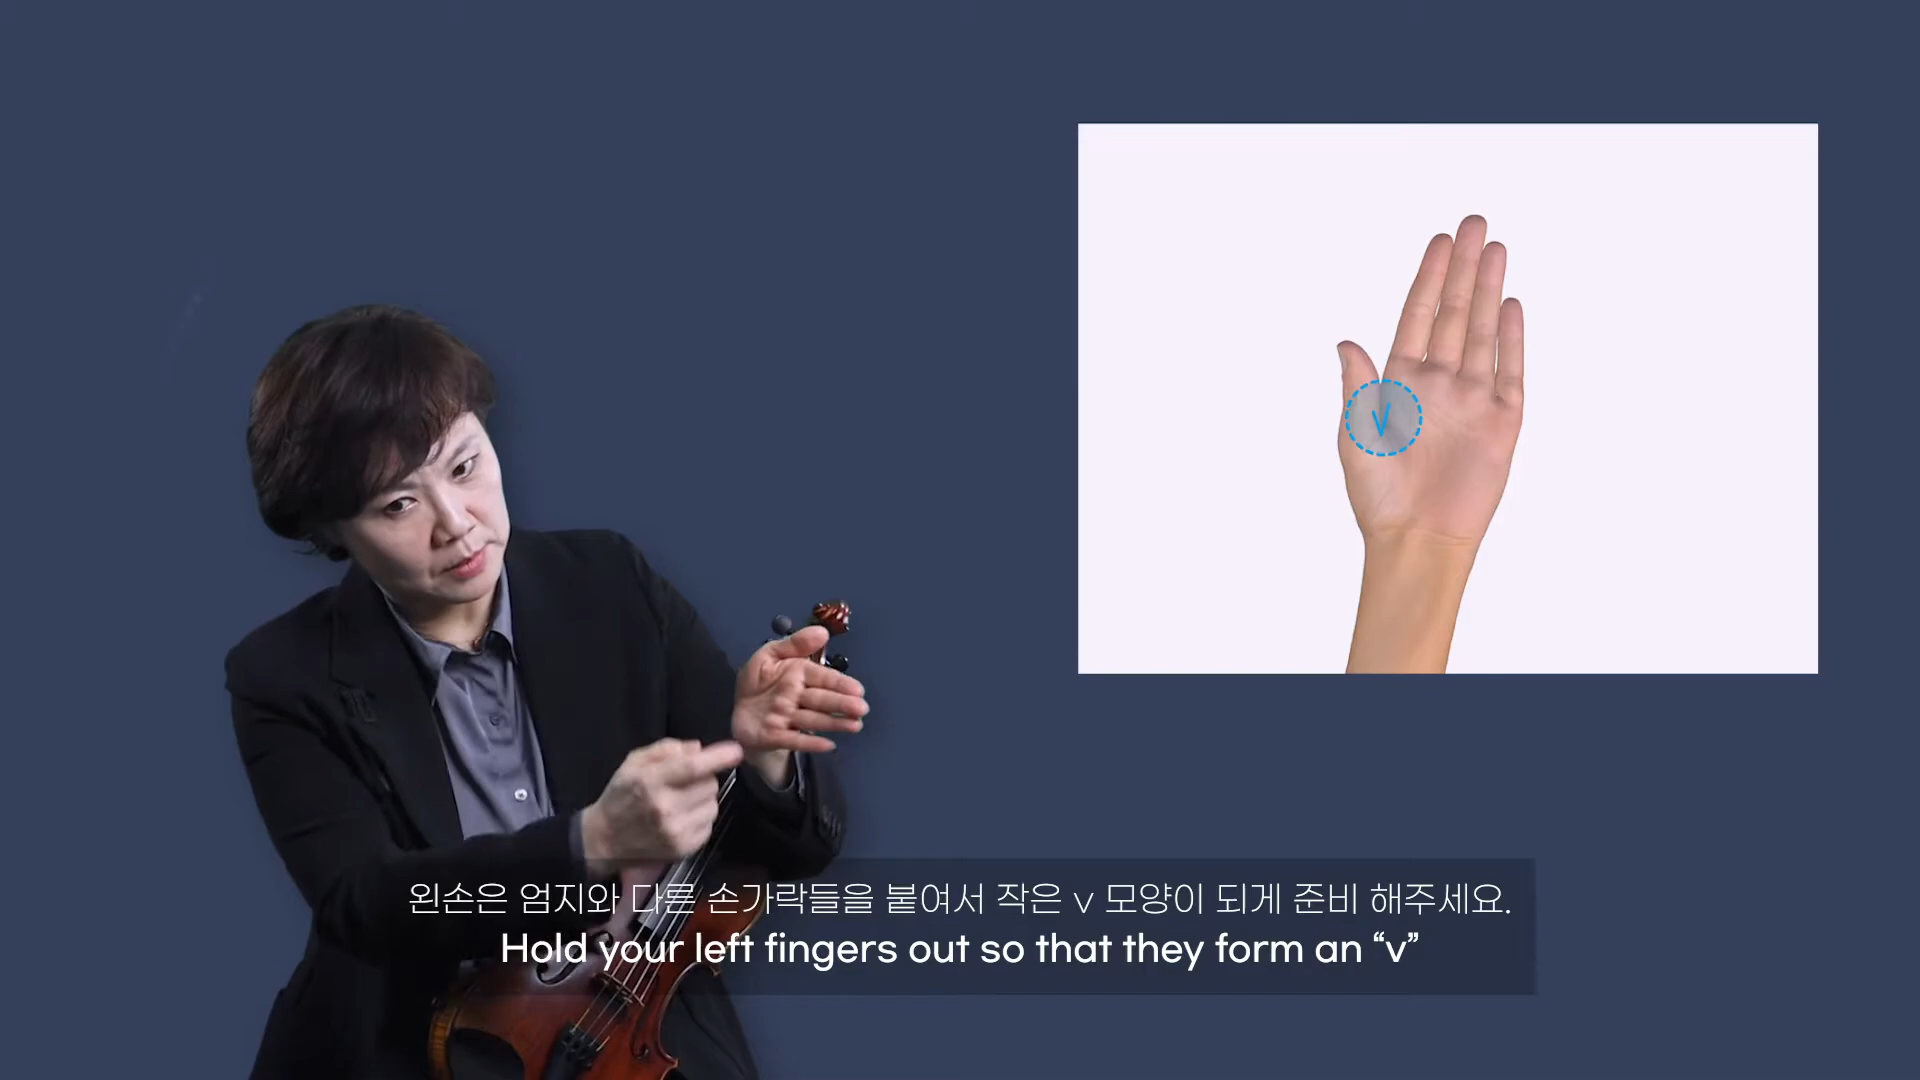 v
왼손은 엄지와 다른 손가락들을 붙여서 작은 v 모양이 되게 준비 해주세요.
Hold your left fingers out so that they form an “v”